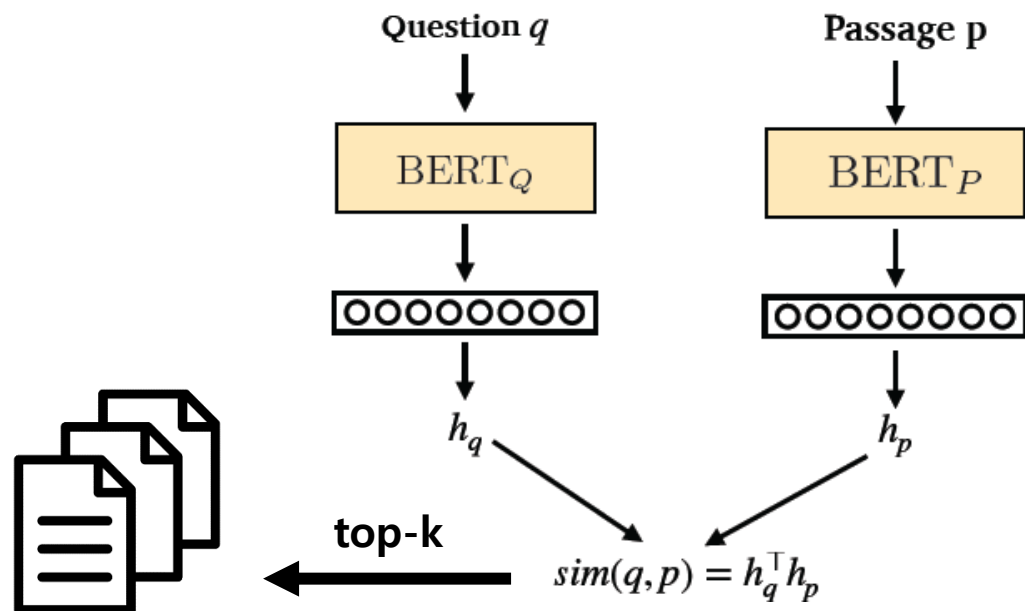 Question q
Passage p
BERT_Q
BERT_P
h_q
h_p
top-k
sim(q, p) = h_q^⊤ h_p